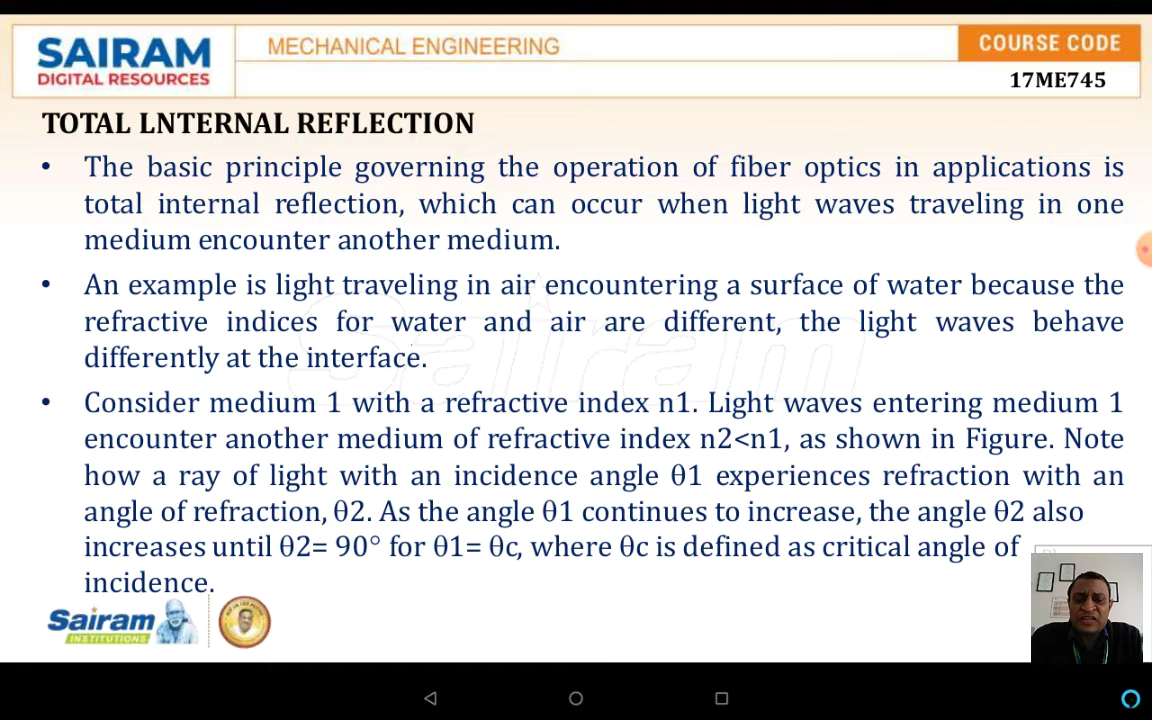 SAIRAM
DIGITAL RESOURCES
MECHANICAL ENGINEERING
COURSE CODE
17ME745
TOTAL LNTERNAL REFLECTION
• The basic principle governing the operation of fiber optics in applications is
total internal reflection, which can occur when light waves traveling in one
medium encounter another medium.
• An example is light traveling in air encountering a surface of water because the
refractive indices for water and air are different, the light waves behave
differently at the interface.
• Consider medium 1 with a refractive index n1. Light waves entering medium 1
encounter another medium of refractive index n2<n1, as shown in Figure. Note
how a ray of light with an incidence angle θ1 experiences refraction with an
angle of refraction, θ2. As the angle θ1 continues to increase, the angle θ2 also
increases until θ2= 90° for θ1= θc, where θc is defined as critical angle of
incidence.
Sairam
Sairam
INSTITUTIONS